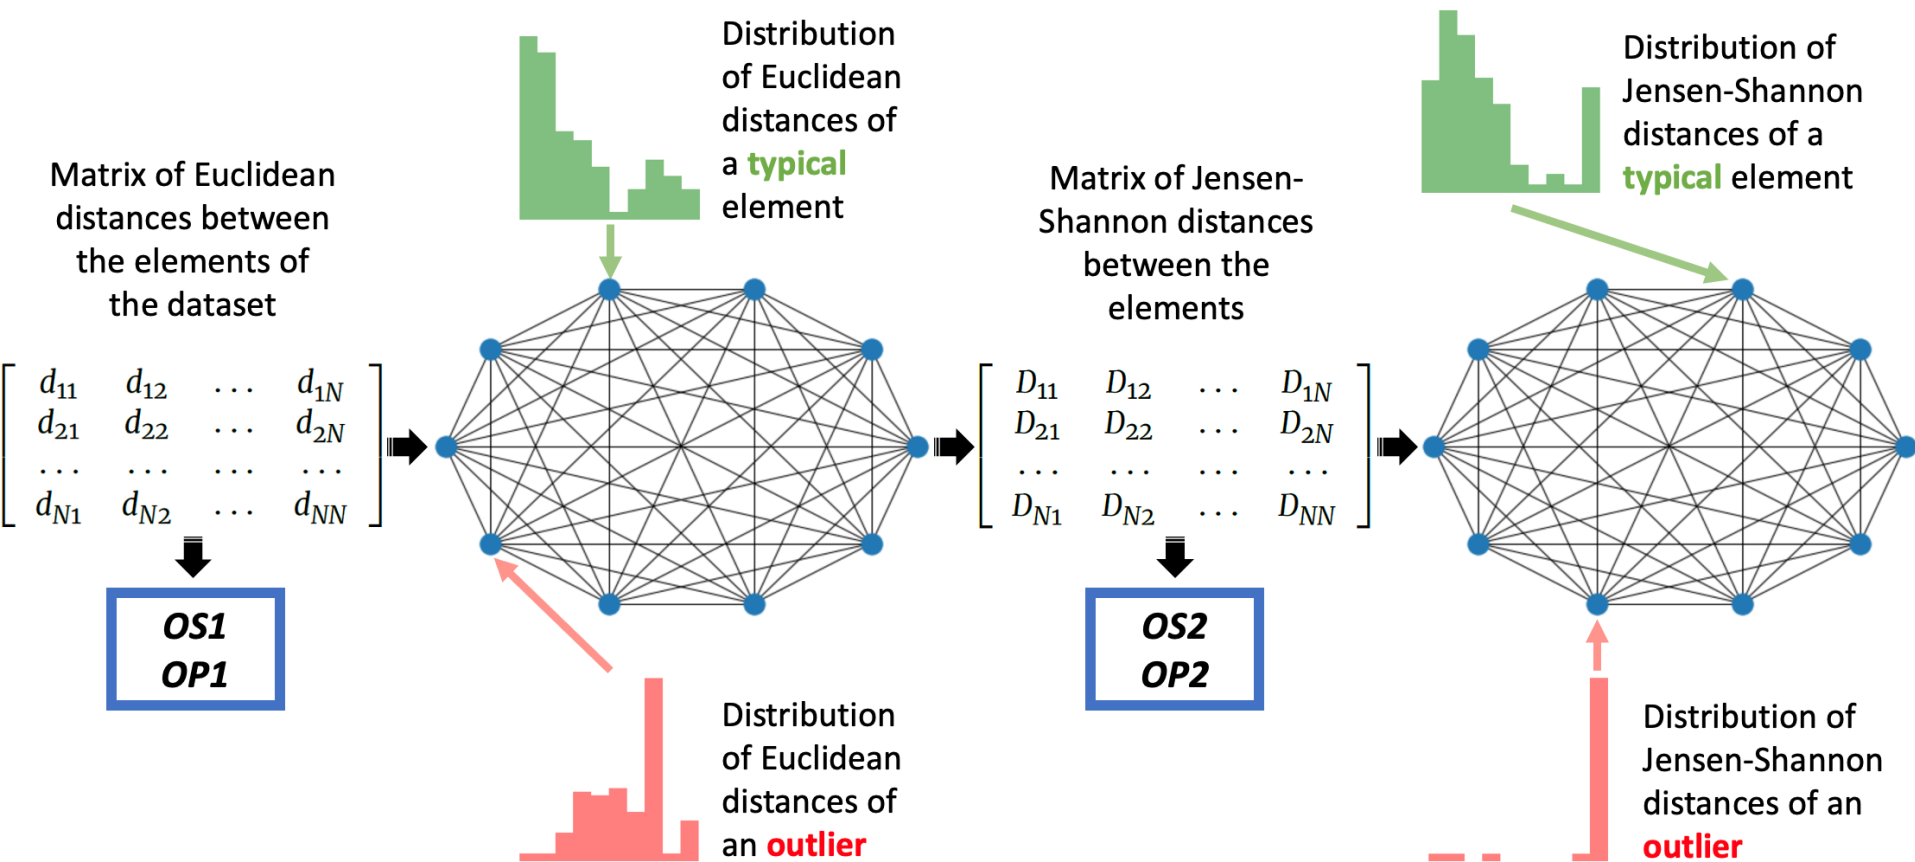 Matrix of Euclidean
distances between
the elements of
the dataset
d11 d12 ... d1N
d21 d22 ... d2N
... ... ... ...
dN1 dN2 ... dNN
OS1
OP1
Distribution
of Euclidean
distances of
a typical
element
Distribution
of Euclidean
distances of
an outlier
Matrix of Jensen-
Shannon distances
between the
elements
D11 D12 ... D1N
D21 D22 ... D2N
... ... ... ...
DN1 DN2 ... DNN
OS2
OP2
Distribution of
Jensen-Shannon
distances of a
typical element
Distribution of
Jensen-Shannon
distances of an
outlier